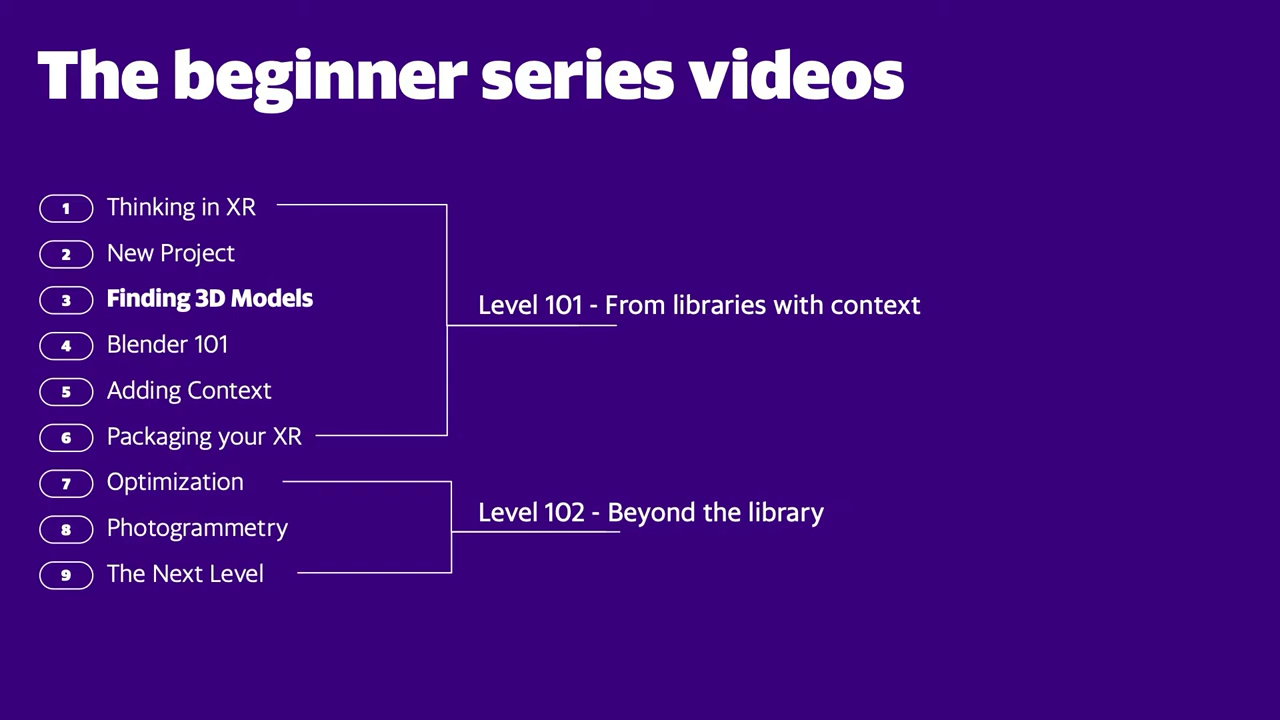 The beginner series videos
1 Thinking in XR
2 New Project
3 Finding 3D Models
4 Blender 101
5 Adding Context
6 Packaging your XR
Level 101 - From libraries with context
7 Optimization
8 Photogrammetry
9 The Next Level
Level 102 - Beyond the library